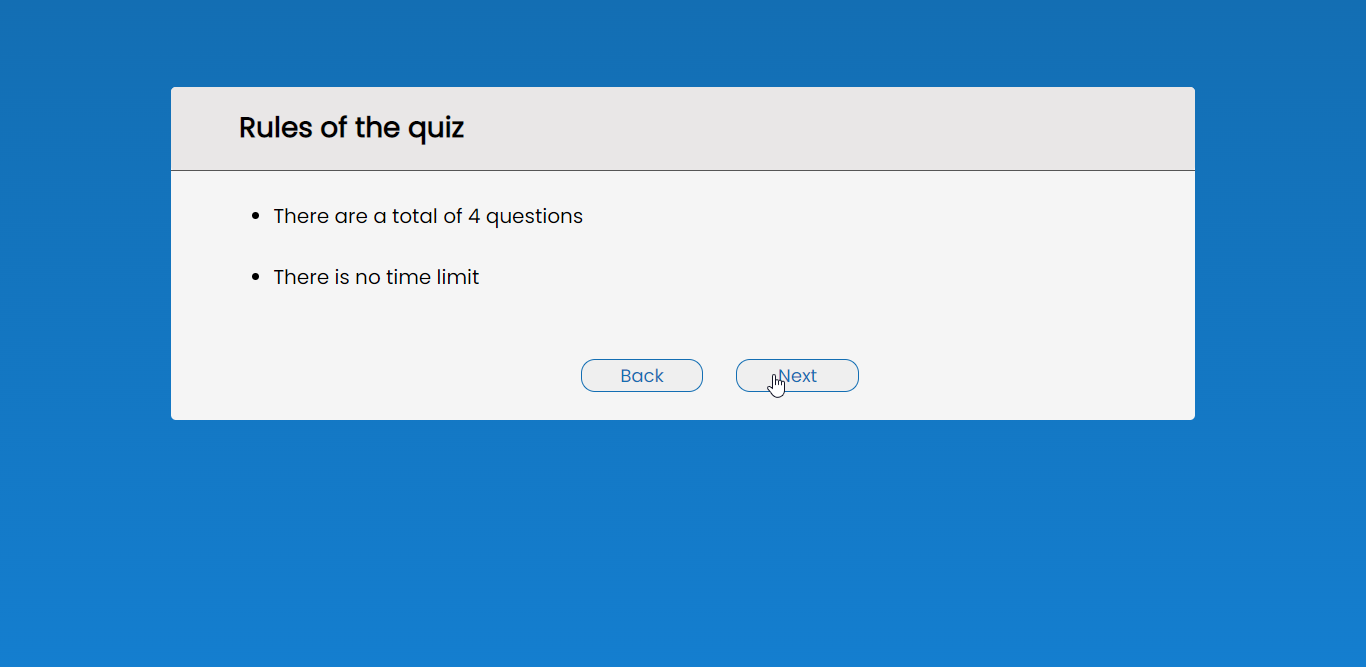 Rules of the quiz
There are a total of 4 questions
There is no time limit
Back Next